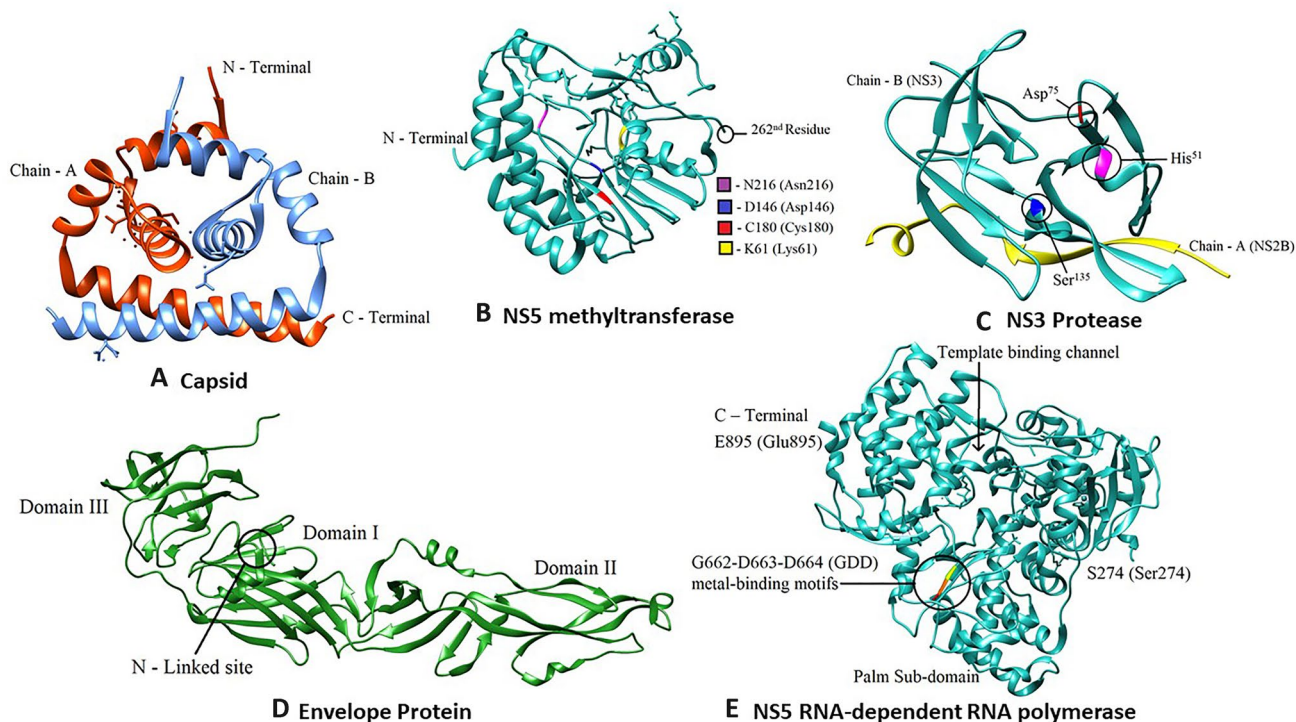 N - Terminal
Chain - A
Chain - B
C - Terminal
A Capsid
N - Terminal
262nd Residue
- N216 (Asn216)
- D146 (Asp146)
- C180 (Cys180)
- K61 (Lys61)
B NS5 methyltransferase
Chain - B (NS3)
Asp75
His51
Chain - A (NS2B)
Ser135
C NS3 Protease
Domain III
Domain I
Domain II
N - Linked site
D Envelope Protein
Template binding channel
C – Terminal
E895 (Glu895)
G662-D663-D664 (GDD)
metal-binding motifs
S274 (Ser274)
Palm Sub-domain
E NS5 RNA-dependent RNA polymerase